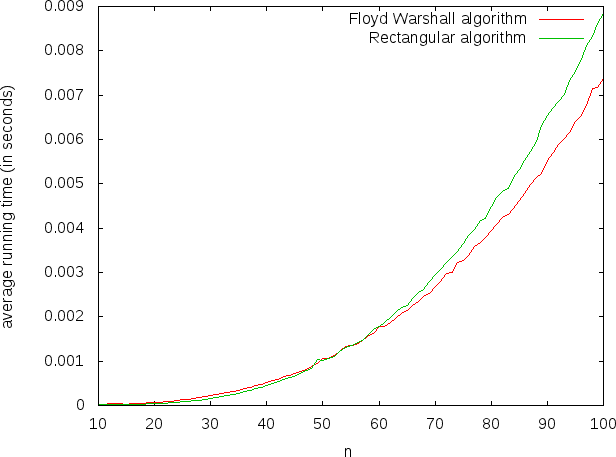 Floyd Warshall algorithm
Rectangular algorithm
average running time (in seconds)
0.009
0.008
0.007
0.006
0.005
0.004
0.003
0.002
0.001
0
10 20 30 40 50 60 70 80 90 100
n